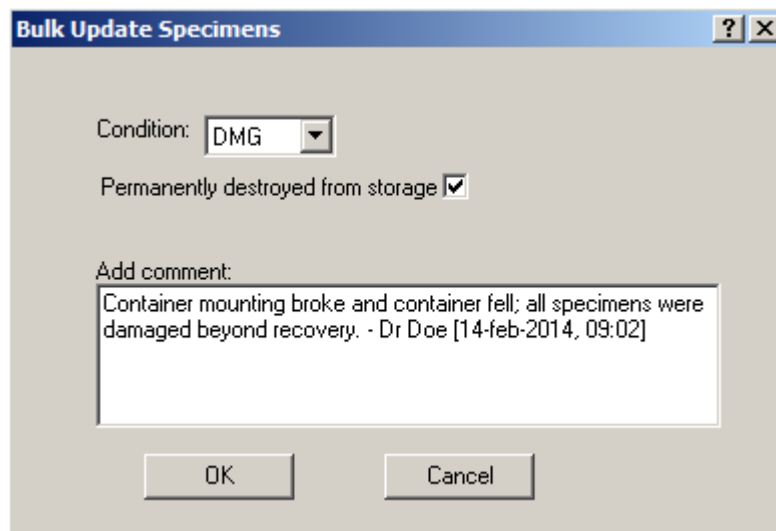 Bulk Update Specimens
Condition: DMG
Permanently destroyed from storage
Add comment:
Container mounting broke and container fell; all specimens were
damaged beyond recovery. - Dr Doe [14-feb-2014, 09:02]
OK Cancel